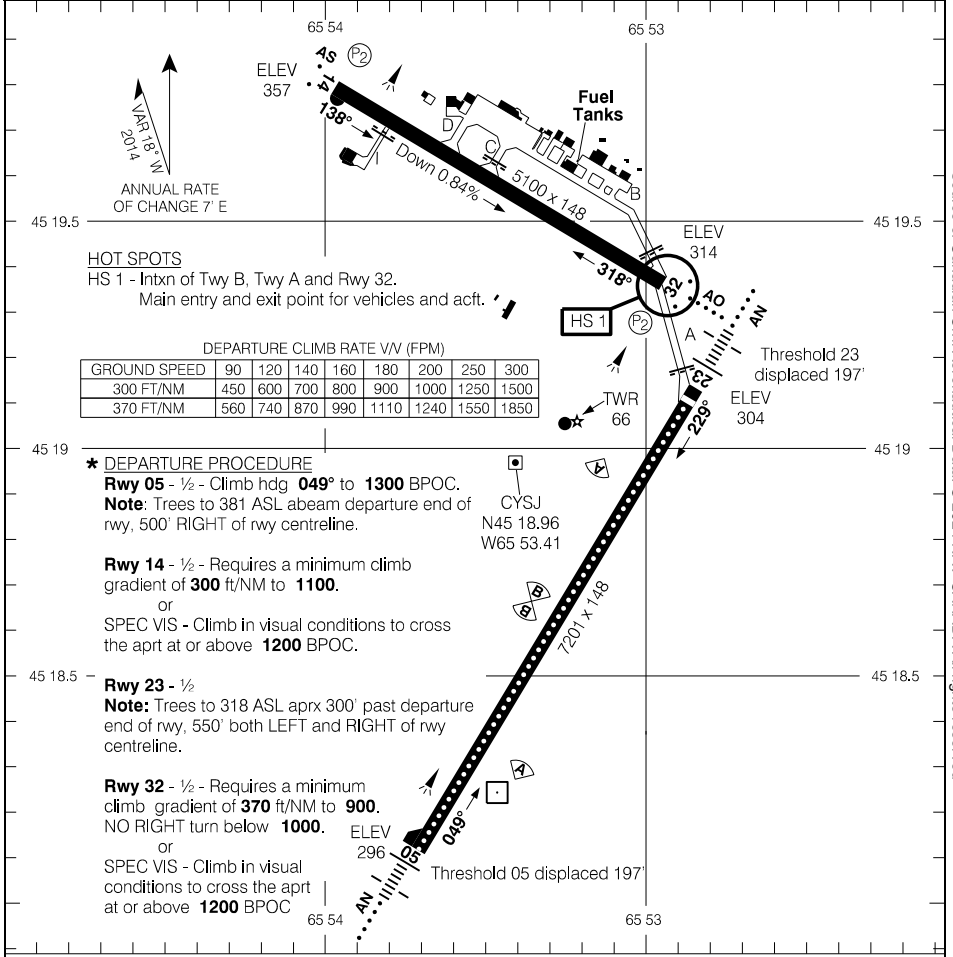 65 54
65 53
AS
P2
ELEV
357
14
138°
VAR 18° W
2014
ANNUAL RATE
OF CHANGE 7' E
Fuel
Tanks
D
C
B
I
Down 0.84%
5100 x 148
45 19.5
45 19.5
ELEV
314
318°
32
HOT SPOTS
HS 1 - Intxn of Twy B, Twy A and Rwy 32.
Main entry and exit point for vehicles and acft.
HS 1
P2
AO
AN
A
Threshold 23
displaced 197'
23
ELEV
304
229°
DEPARTURE CLIMB RATE V/V (FPM)
GROUND SPEED 90 120 140 160 180 200 250 300
300 FT/NM 450 600 700 800 900 1000 1250 1500
370 FT/NM 560 740 870 990 1110 1240 1550 1850
TWR
66
45 19
45 19
A
CYSJ
N45 18.96
W65 53.41
* DEPARTURE PROCEDURE
Rwy 05 - ½ - Climb hdg 049° to 1300 BPOC.
Note: Trees to 381 ASL abeam departure end of
rwy, 500' RIGHT of rwy centreline.
Rwy 14 - ½ - Requires a minimum climb
gradient of 300 ft/NM to 1100.
or
SPEC VIS - Climb in visual conditions to cross
the aprt at or above 1200 BPOC.
B
B
7201 x 148
45 18.5
45 18.5
Rwy 23 - ½
Note: Trees to 318 ASL aprx 300' past departure
end of rwy, 550' both LEFT and RIGHT of rwy
centreline.
Rwy 32 - ½ - Requires a minimum
climb gradient of 370 ft/NM to 900.
NO RIGHT turn below 1000.
or
SPEC VIS - Climb in visual
conditions to cross the aprt
at or above 1200 BPOC
A
049°
ELEV
296
05
Threshold 05 displaced 197'
AN
65 54
65 53